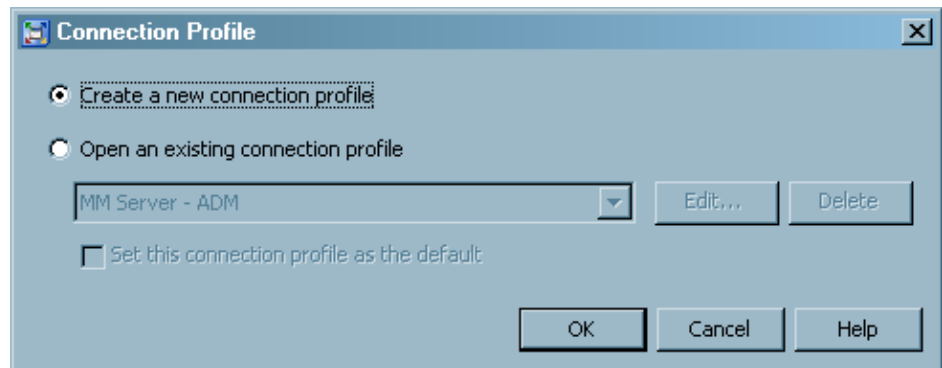 Connection Profile
Create a new connection profile
Open an existing connection profile
MM Server - ADM
Edit...
Delete
Set this connection profile as the default
OK
Cancel
Help